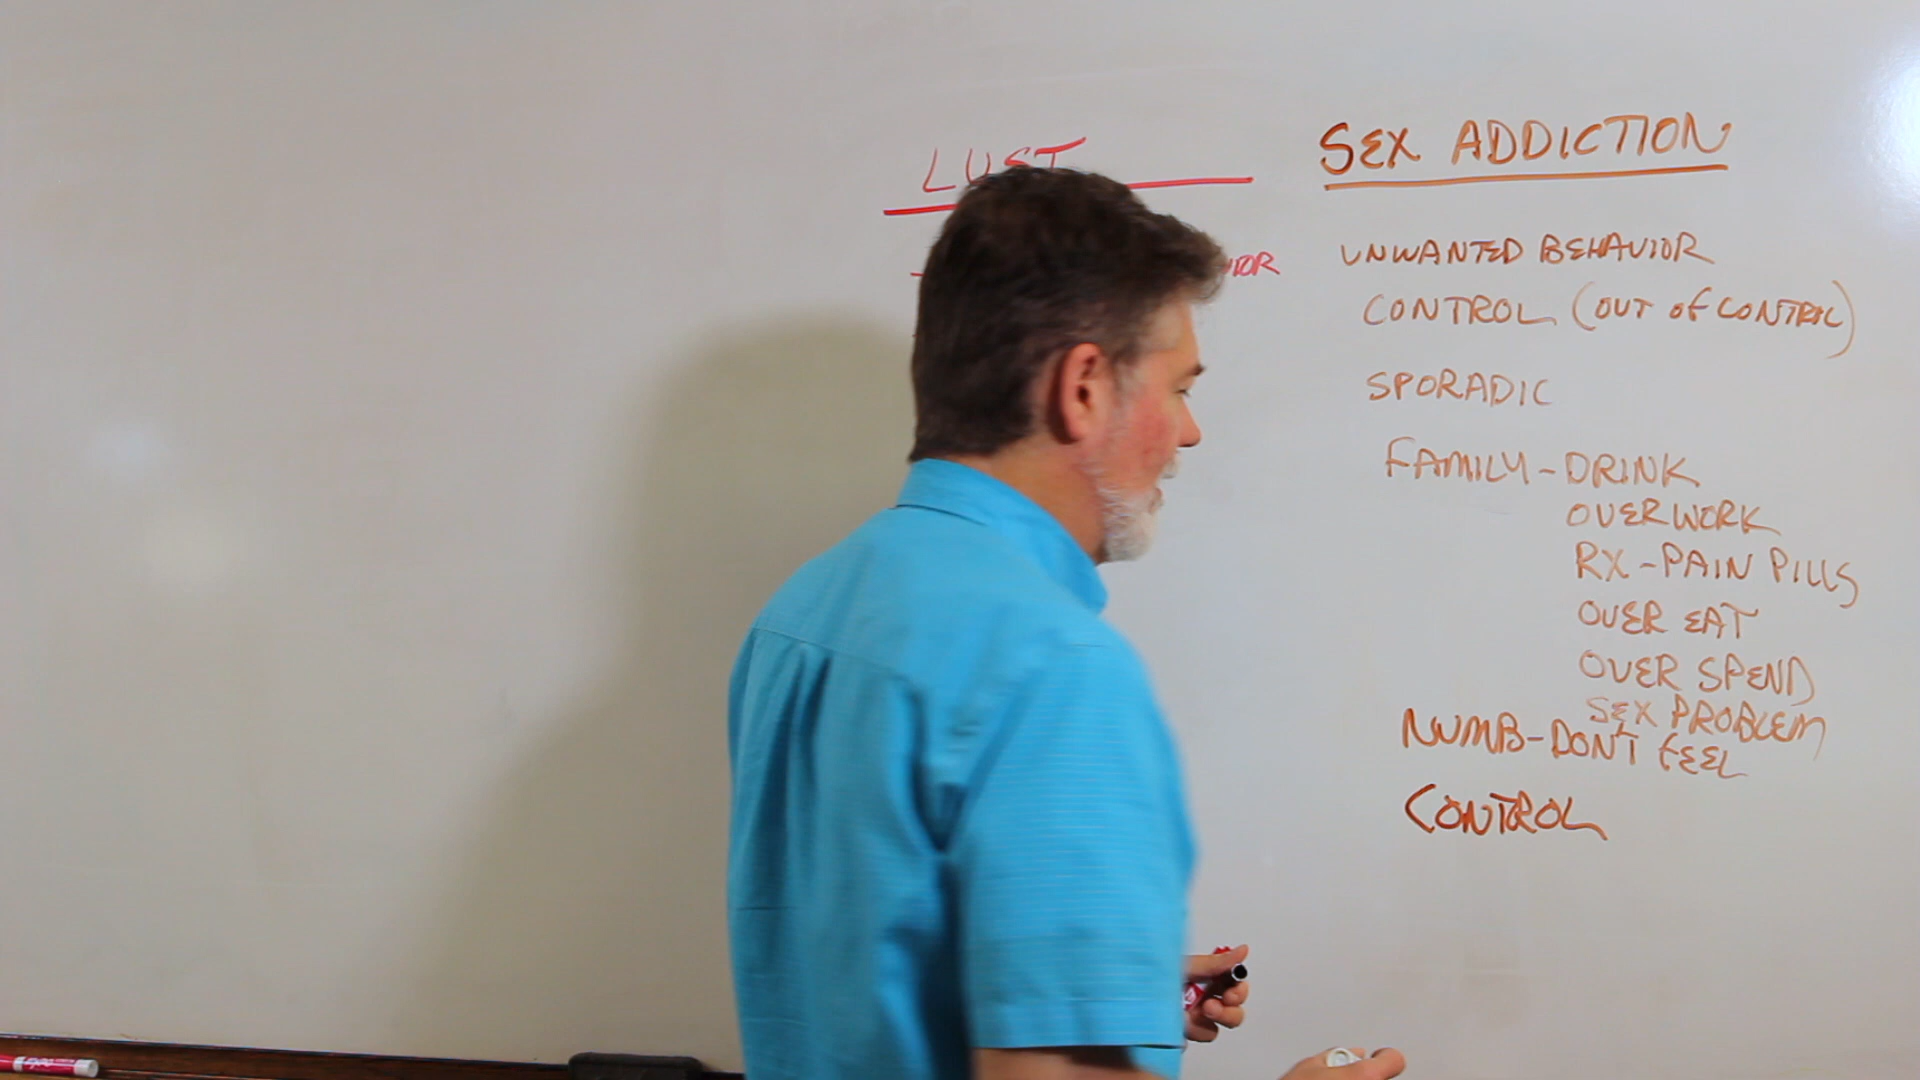 LUST
SEX ADDICTION
UNWANTED BEHAVIOR
CONTROL (OUT OF CONTROL)
SPORADIC
FAMILY - DRINK
OVERWORK
RX - PAIN PILLS
OVER EAT
OVER SPEND
SEX PROBLEM
NUMB - DON'T FEEL
CONTROL